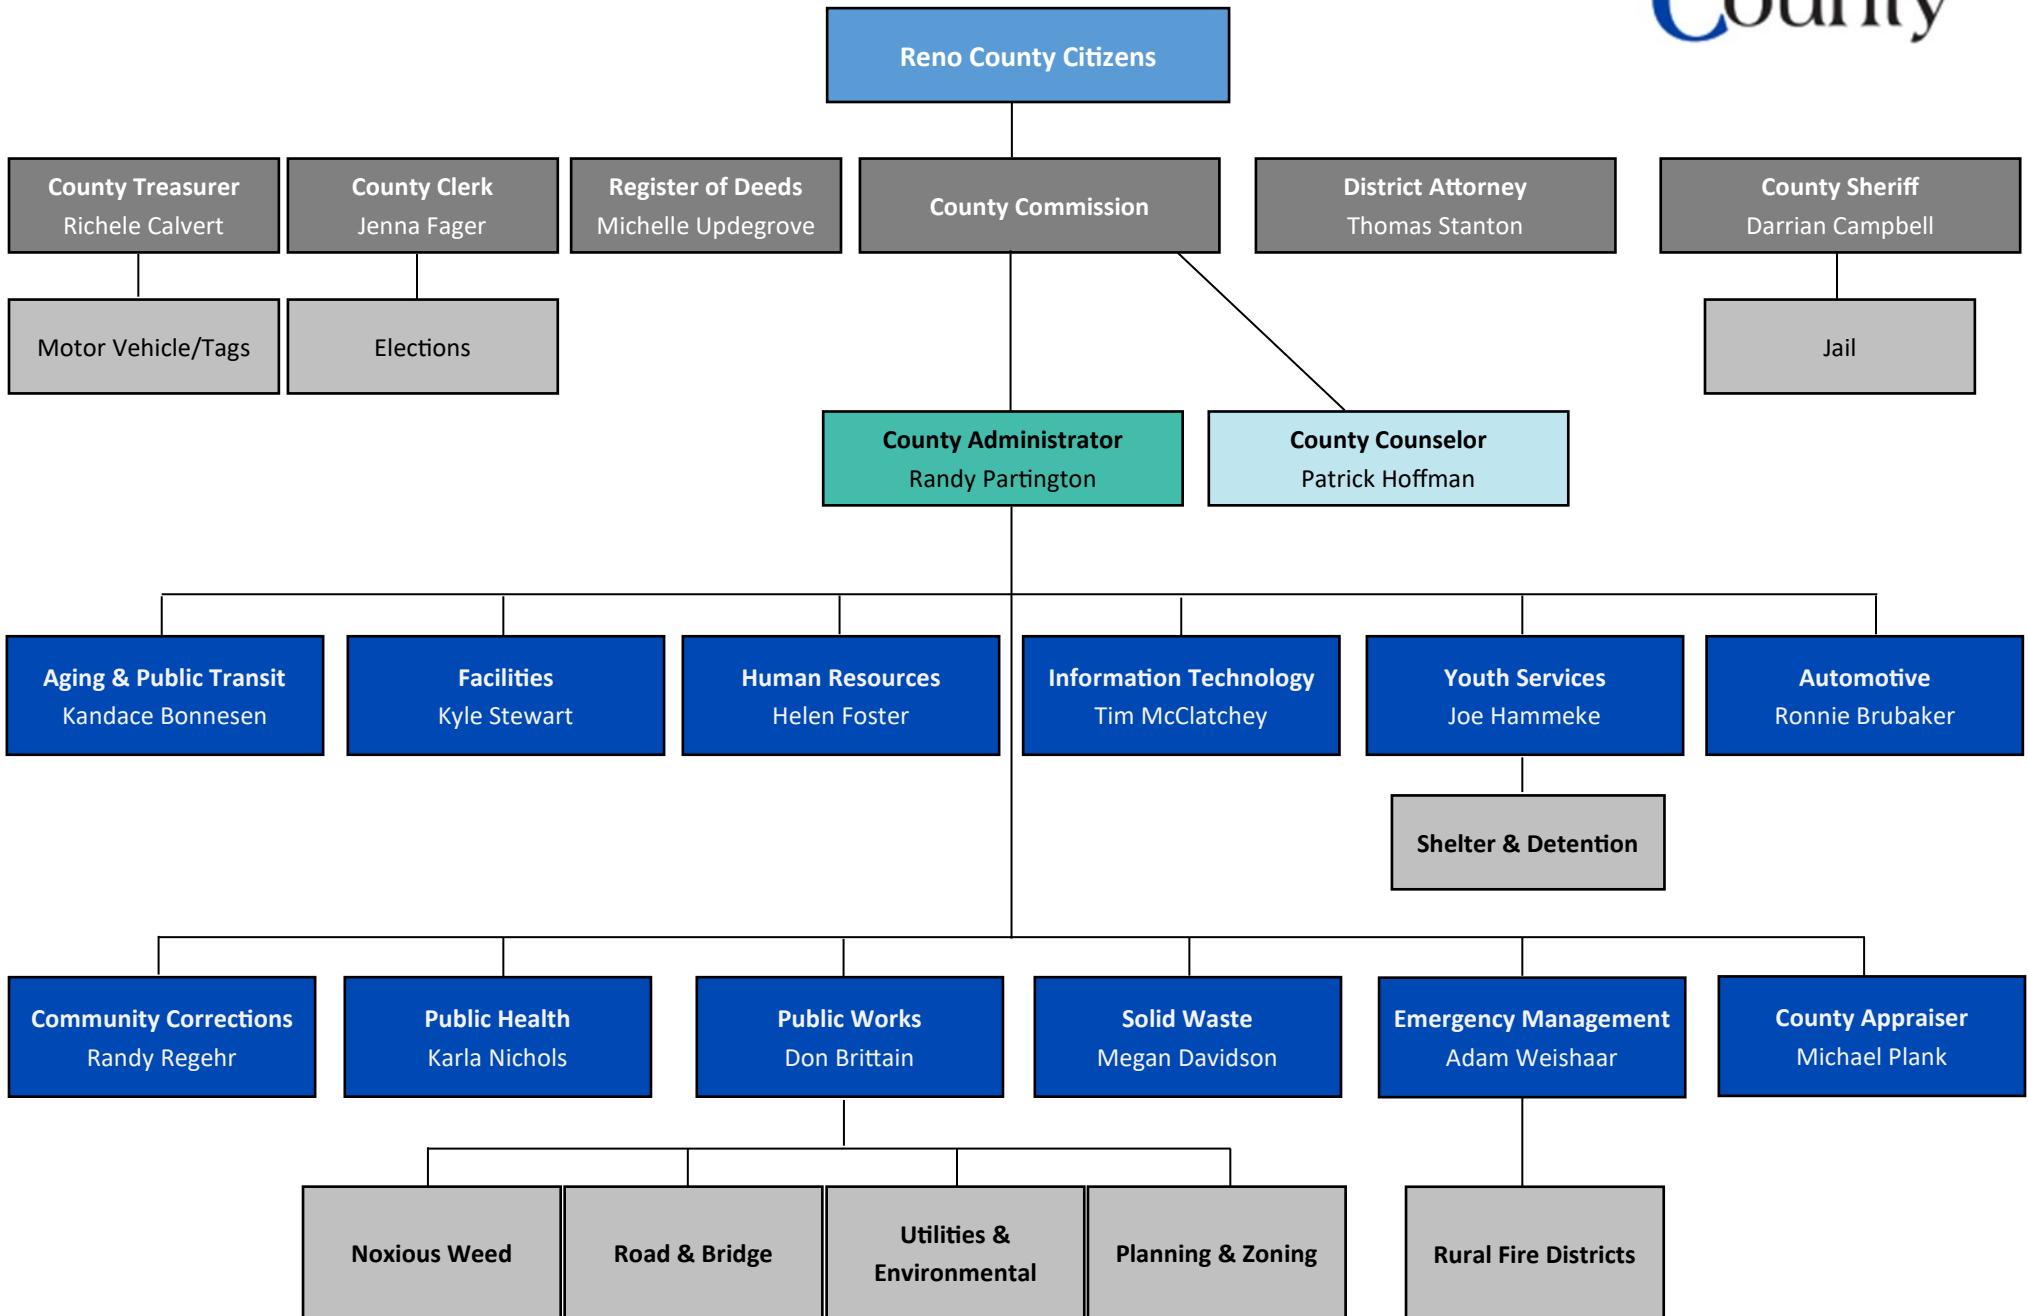 County
Reno County Citizens
County Treasurer
Richele Calvert
County Clerk
Jenna Fager
Register of Deeds
Michelle Updegrove
County Commission
District Attorney
Thomas Stanton
County Sheriff
Darrian Campbell
Motor Vehicle/Tags
Elections
Jail
County Administrator
Randy Partington
County Counselor
Patrick Hoffman
Aging & Public Transit
Kandace Bonnesen
Facilities
Kyle Stewart
Human Resources
Helen Foster
Information Technology
Tim McClatchey
Youth Services
Joe Hammeke
Automotive
Ronnie Brubaker
Shelter & Detention
Community Corrections
Randy Regehr
Public Health
Karla Nichols
Public Works
Don Brittain
Solid Waste
Megan Davidson
Emergency Management
Adam Weishaar
County Appraiser
Michael Plank
Noxious Weed
Road & Bridge
Utilities &
Environmental
Planning & Zoning
Rural Fire Districts